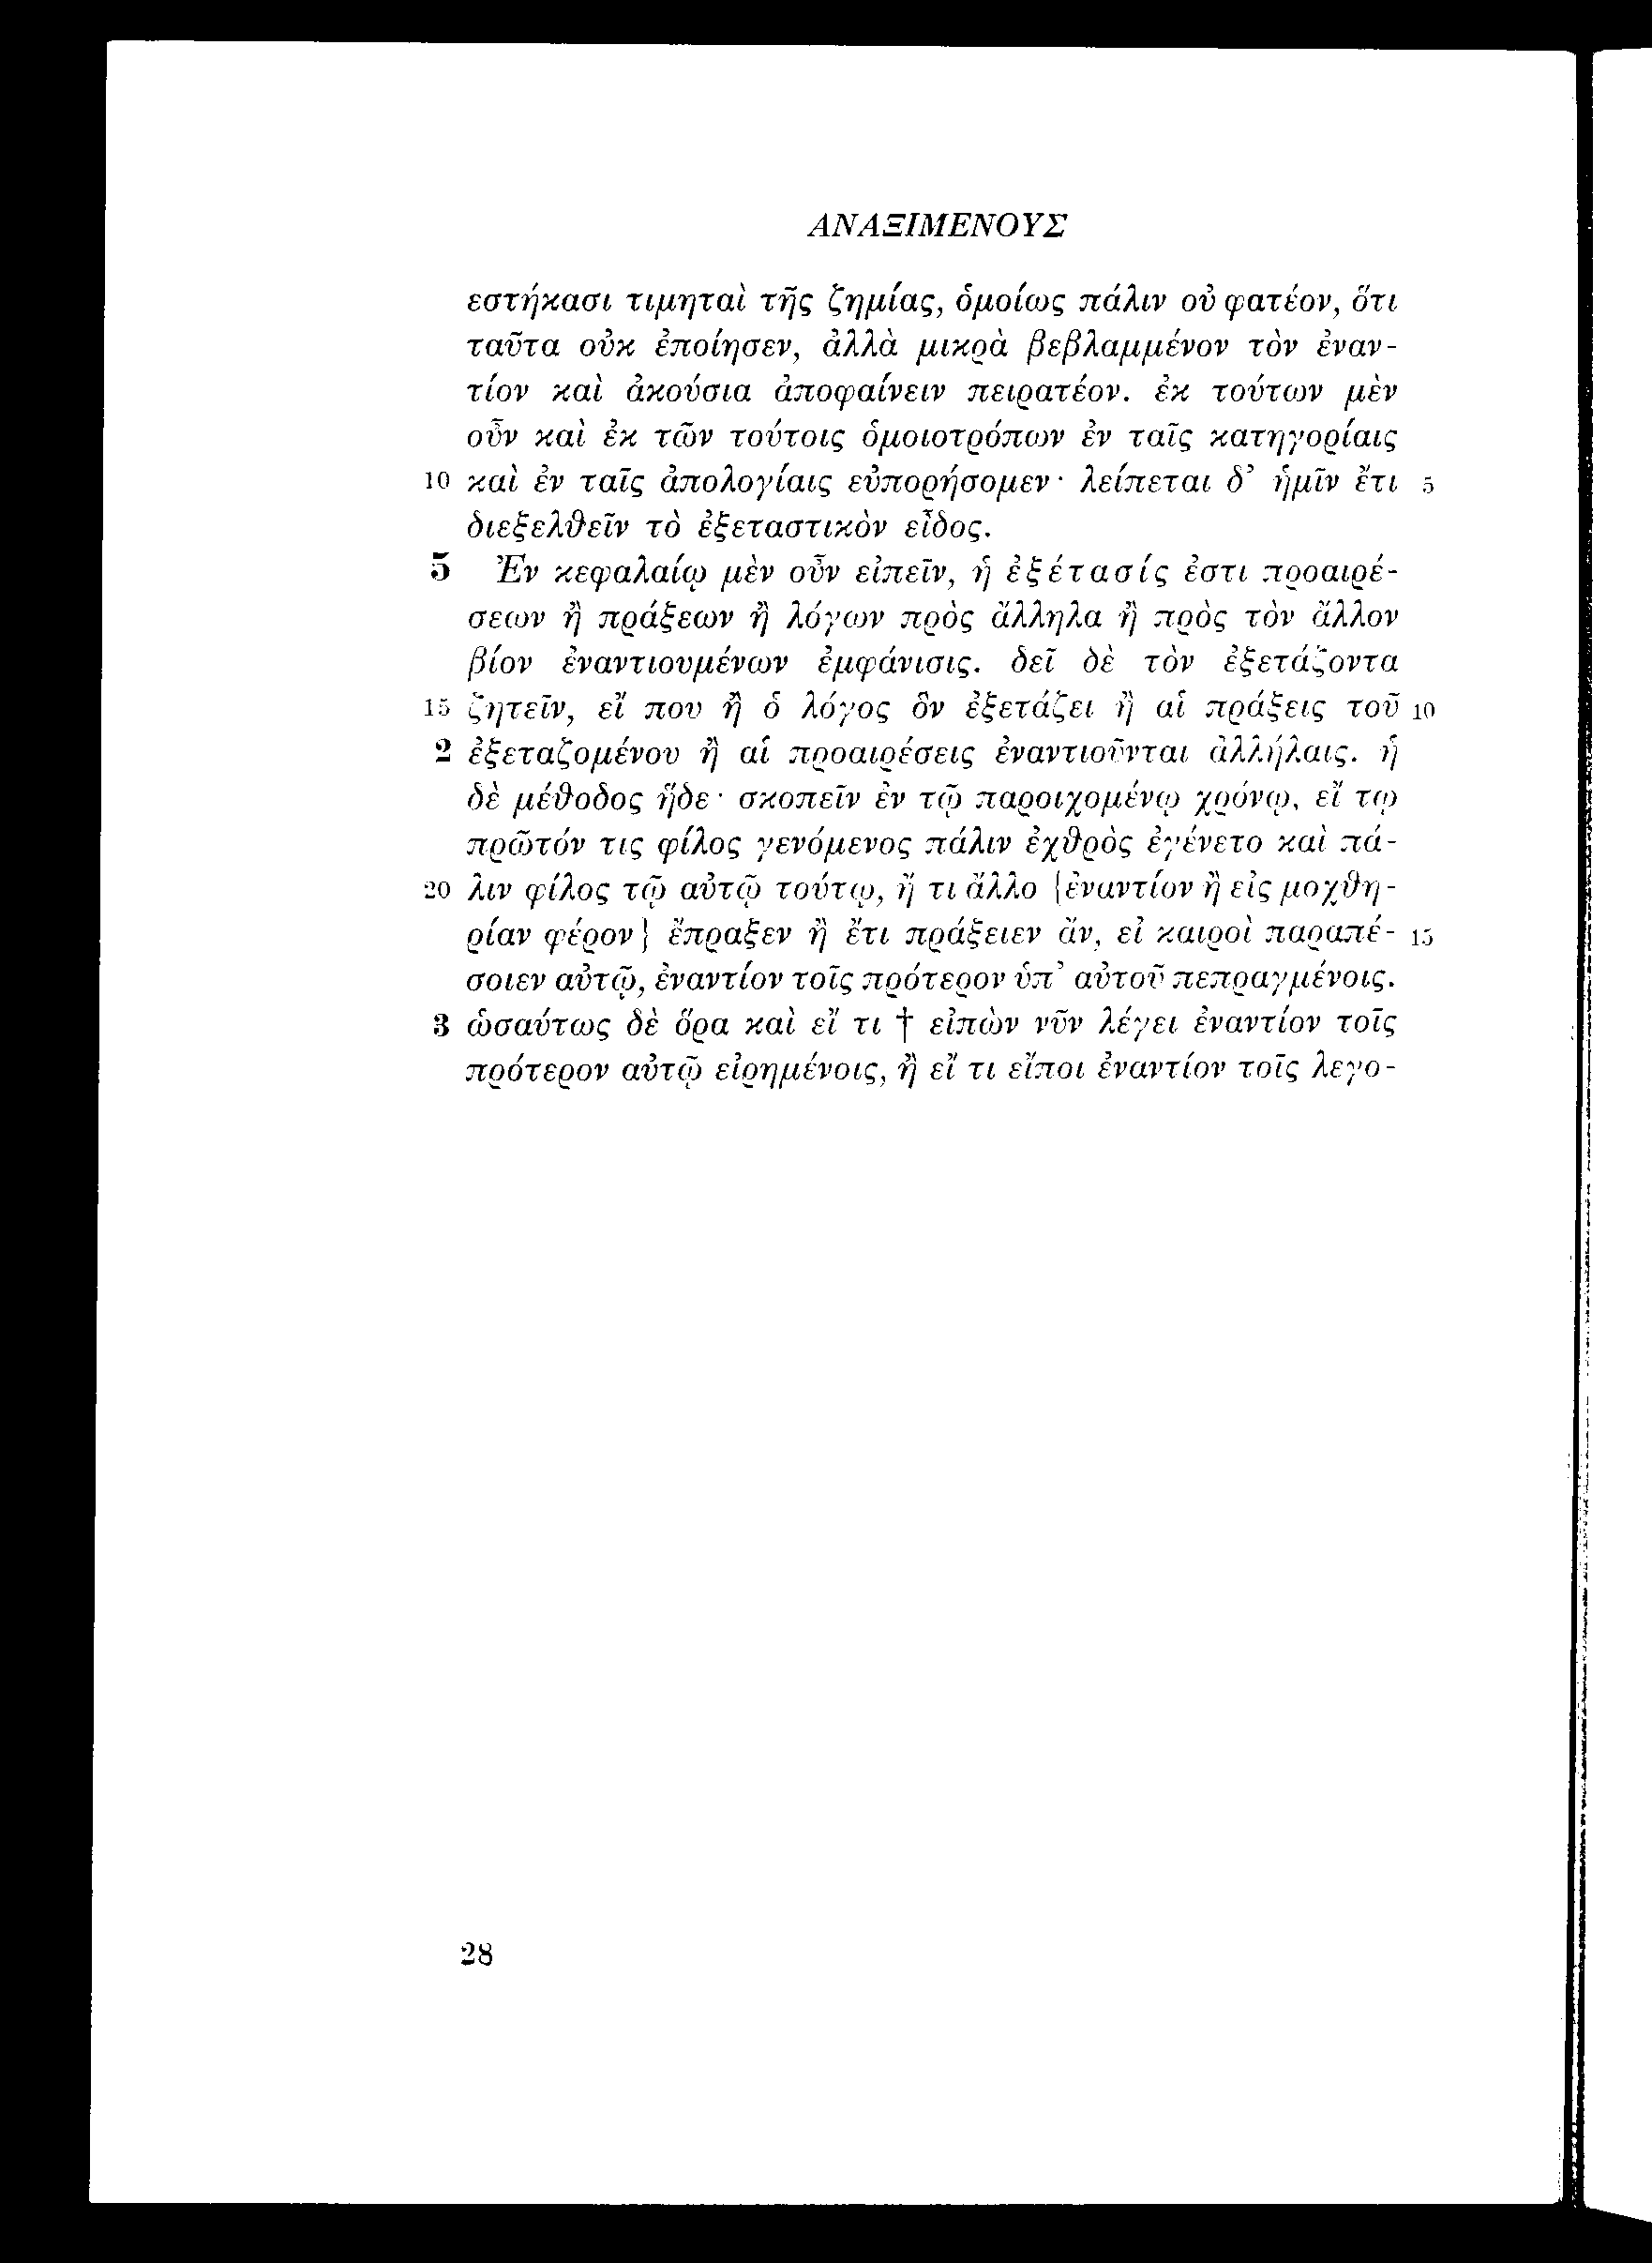 ΑΝΑΞΙΜΕΝΟΥΣ
εστήκασι τιμηταὶ τῆς ζημίας, ὁμοίως πάλιν οὐ φατέον, ὅτι
ταῦτα οὐκ ἐποίησεν, ἀλλὰ μικρὰ βεβλαμμένον τὸν ἐναν-
τίον καὶ ἀκούσια ἀποφαίνειν πειρατέον. ἐκ τούτων μὲν
οὖν καὶ ἐκ τῶν τούτοις ὁμοιοτρόπων ἐν ταῖς κατηγορίαις
10 καὶ ἐν ταῖς ἀπολογίαις εὐπορήσομεν· λείπεται δ’ ἡμῖν ἔτι 5
διεξελθεῖν τὸ ἐξεταστικὸν εἶδος.
5 Ἐν κεφαλαίῳ μὲν οὖν εἰπεῖν, ἡ ἐξέτασίς ἐστι προαιρέ-
σεων ἢ πράξεων ἢ λόγων πρὸς ἄλληλα ἢ πρὸς τὸν ἄλλον
βίον ἐναντιουμένων ἐμφάνισις. δεῖ δὲ τὸν ἐξετάζοντα
15 ζητεῖν, εἴ που ἢ ὁ λόγος ὃν ἐξετάζει ἢ αἱ πράξεις τοῦ 10
2 ἐξεταζομένου ἢ αἱ προαιρέσεις ἐναντιοῦνται ἀλλήλαις. ἡ
δὲ μέθοδος ἥδε· σκοπεῖν ἐν τῷ παροιχομένῳ χρόνῳ, εἴ τῳ
πρῶτόν τις φίλος γενόμενος πάλιν ἐχθρὸς ἐγένετο καὶ πά-
20 λιν φίλος τῷ αὐτῷ τούτῳ, ἤ τι ἄλλο {ἐναντίον ἢ εἰς μοχθη-
ρίαν φέρον} ἔπραξεν ἢ ἔτι πράξειεν ἄν, εἰ καιροὶ παραπέ- 15
σοιεν αὐτῷ, ἐναντίον τοῖς πρότερον ὑπ’ αὐτοῦ πεπραγμένοις.
3 ὡσαύτως δὲ ὅρα καὶ εἴ τι † εἰπὼν νῦν λέγει ἐναντίον τοῖς
πρότερον αὐτῷ εἰρημένοις, ἢ εἴ τι εἴποι ἐναντίον τοῖς λεγο-
28